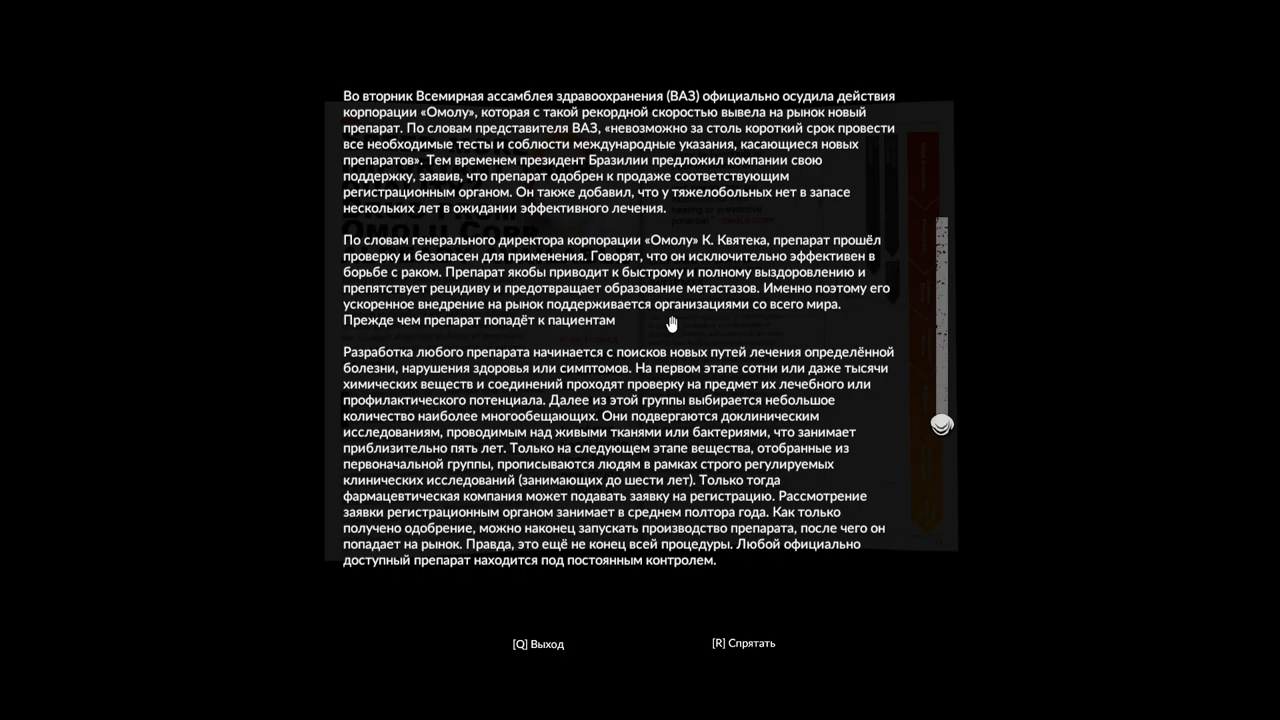 Во вторник Всемирная ассамблея здравоохранения (ВАЗ) официально осудила действия
корпорации «Омолу», которая с такой рекордной скоростью вывела на рынок новый
препарат. По словам представителя ВАЗ, «невозможно за столь короткий срок провести
все необходимые тесты и соблюсти международные указания, касающиеся новых
препаратов». Тем временем президент Бразилии предложил компании свою
поддержку, заявив, что препарат одобрен к продаже соответствующим
регистрационным органом. Он также добавил, что у тяжелобольных нет в запасе
нескольких лет в ожидании эффективного лечения.
По словам генерального директора корпорации «Омолу» К. Квятека, препарат прошёл
проверку и безопасен для применения. Говорят, что он исключительно эффективен в
борьбе с раком. Препарат якобы приводит к быстрому и полному выздоровлению и
препятствует рецидиву и предотвращает образование метастазов. Именно поэтому его
ускоренное внедрение на рынок поддерживается организациями со всего мира.
Прежде чем препарат попадёт к пациентам
Разработка любого препарата начинается с поисков новых путей лечения определённой
болезни, нарушения здоровья или симптомов. На первом этапе сотни или даже тысячи
химических веществ и соединений проходят проверку на предмет их лечебного или
профилактического потенциала. Далее из этой группы выбирается небольшое
количество наиболее многообещающих. Они подвергаются доклиническим
исследованиям, проводимым над живыми тканями или бактериями, что занимает
приблизительно пять лет. Только на следующем этапе вещества, отобранные из
первоначальной группы, прописываются людям в рамках строго регулируемых
клинических исследований (занимающих до шести лет). Только тогда
фармацевтическая компания может подавать заявку на регистрацию. Рассмотрение
заявки регистрационным органом занимает в среднем полтора года. Как только
получено одобрение, можно наконец запускать производство препарата, после чего он
попадает на рынок. Правда, это ещё не конец всей процедуры. Любой официально
доступный препарат находится под постоянным контролем.
[Q] Выход
[R] Спрятать